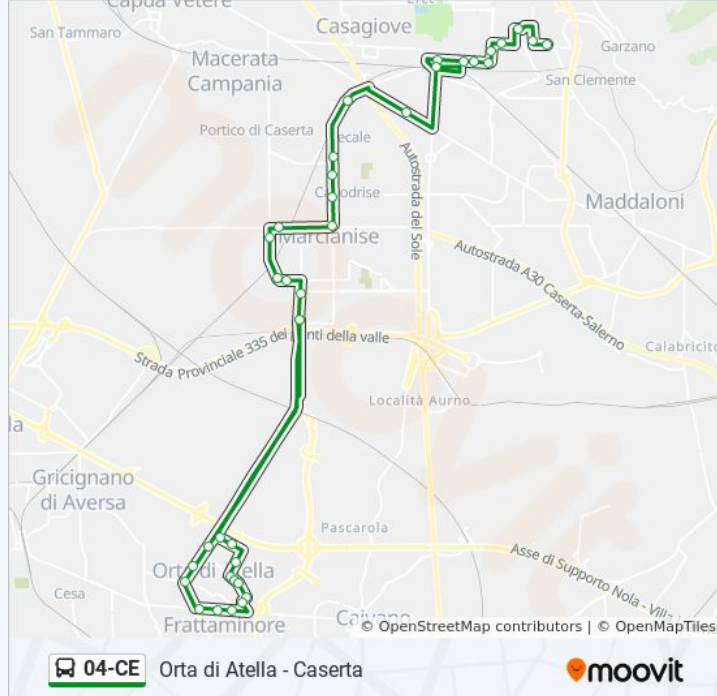 Capua Vetere
Ercl
San Tammaro
Casagiove
Garzano
Macerata
Campania
San Clemente
Portico di Caserta
ecale
Capodrise
Autostrada del Sole
Maddaloni
Marcianise
Autostrada A30 Caserta-Salerno
Strada Provinciale 335 dei ponti della valle
Calabricito
Località Aurno
la
Gricignano
di Aversa
Pascarola
Orta di Atella
Asse di Supporto Nola - Villa
Cesa
Frattaminore
Caivano
© OpenStreetMap contributors | © OpenMapTiles
04-CE Orta di Atella - Caserta
moovit